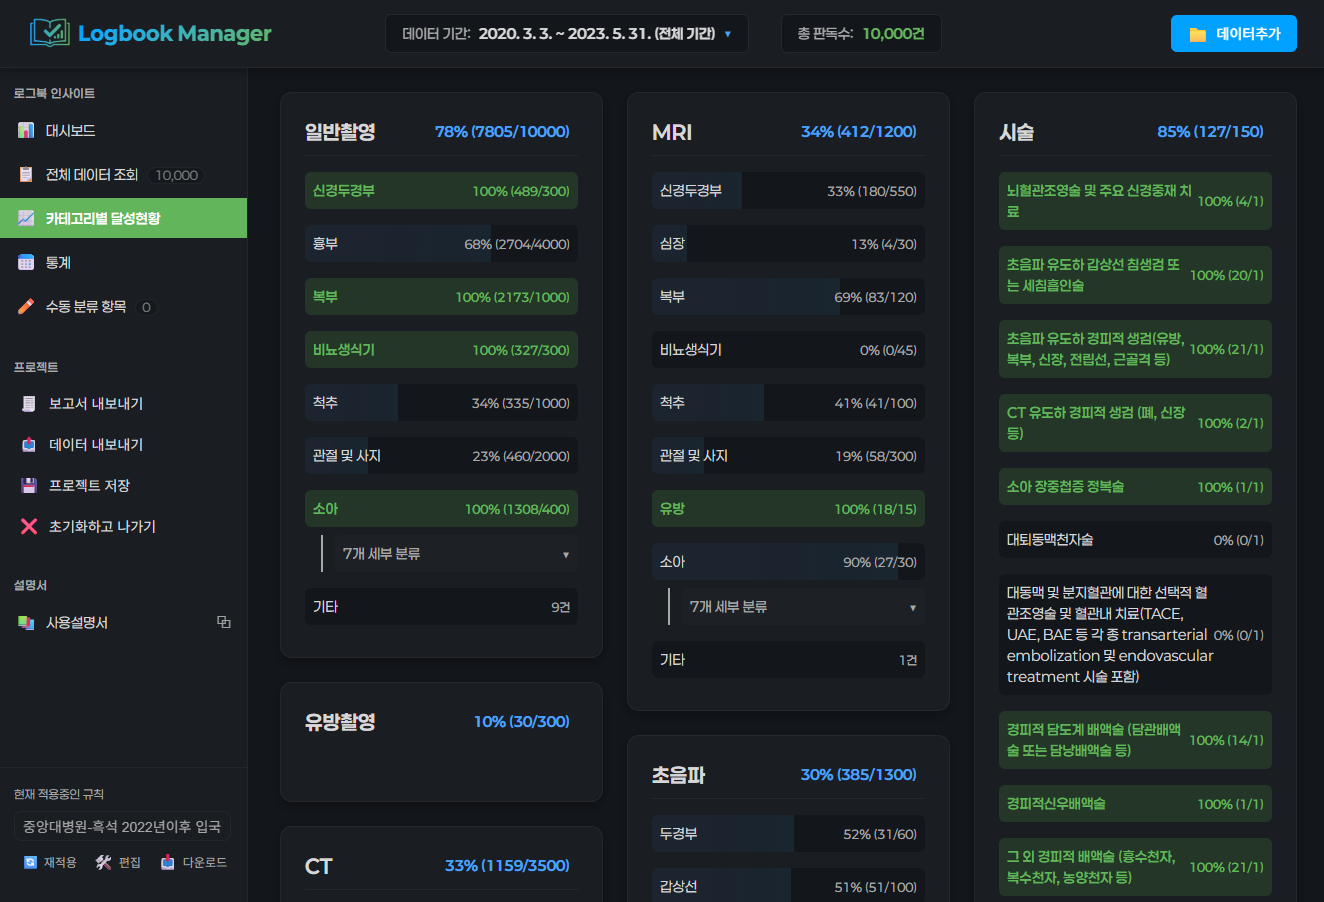 Logbook Manager
데이터 기간: 2020. 3. 3. ~ 2023. 5. 31. (전체 기간) ▼
총 판독수: 10,000건
데이터추가
로그북 인사이트
대시보드
전체 데이터 조회 10,000
카테고리별 달성현황
통계
수동 분류 항목 0
프로젝트
보고서 내보내기
데이터 내보내기
프로젝트 저장
초기화하고 나가기
설명서
사용설명서
현재 적용중인 규칙
중앙대병원-흑석 2022년이후 입국
재적용 편집 다운로드
일반촬영 78% (7805/10000)
신경두경부 100% (489/300)
흉부 68% (2704/4000)
복부 100% (2173/1000)
비뇨생식기 100% (327/300)
척추 34% (335/1000)
관절 및 사지 23% (460/2000)
소아 100% (1308/400)
7개 세부 분류 ▼
기타 9건
유방촬영 10% (30/300)
CT 33% (1159/3500)
MRI 34% (412/1200)
신경두경부 33% (180/550)
심장 13% (4/30)
복부 69% (83/120)
비뇨생식기 0% (0/45)
척추 41% (41/100)
관절 및 사지 19% (58/300)
유방 100% (18/15)
소아 90% (27/30)
7개 세부 분류 ▼
기타 1건
초음파 30% (385/1300)
두경부 52% (31/60)
갑상선 51% (51/100)
시술 85% (127/150)
뇌혈관조영술 및 주요 신경중재 치
료 100% (4/1)
초음파 유도하 갑상선 침생검 또
는 세침흡인술 100% (20/1)
초음파 유도하 경피적 생검(유방,
복부, 신장, 전립선, 근골격 등) 100% (21/1)
CT 유도하 경피적 생검 (폐, 신장
등) 100% (2/1)
소아 장중첩증 정복술 100% (1/1)
대퇴동맥천자술 0% (0/1)
대동맥 및 분지혈관에 대한 선택적 혈
관조영술 및 혈관내 치료(TACE,
UAE, BAE 등 각 종 transarterial 0% (0/1)
embolization 및 endovascular
treatment 시술 포함)
경피적 담도계 배액술 (담관배액
술 또는 담낭배액술 등) 100% (14/1)
경피적신우배액술 100% (1/1)
그 외 경피적 배액술 (흉수천자,
복수천자, 농양천자 등) 100% (21/1)